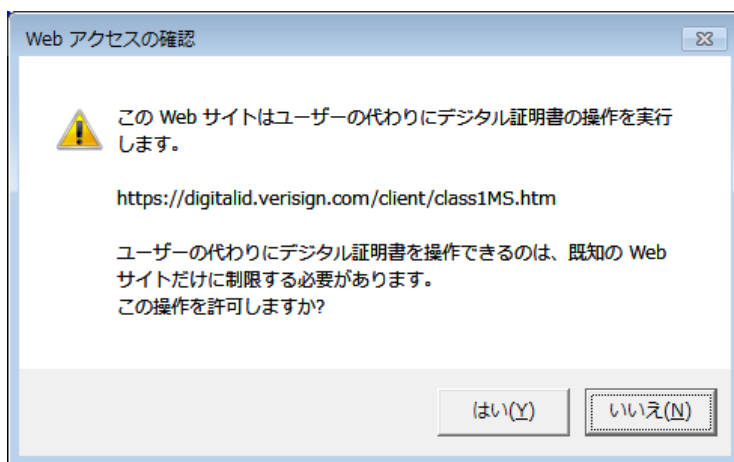 Web アクセスの確認
この Web サイトはユーザーの代わりにデジタル証明書の操作を実行
します。
https://digitalid.verisign.com/client/class1MS.htm
ユーザーの代わりにデジタル証明書を操作できるのは、既知の Web
サイトだけに制限する必要があります。
この操作を許可しますか?
はい(Y)
いいえ(N)